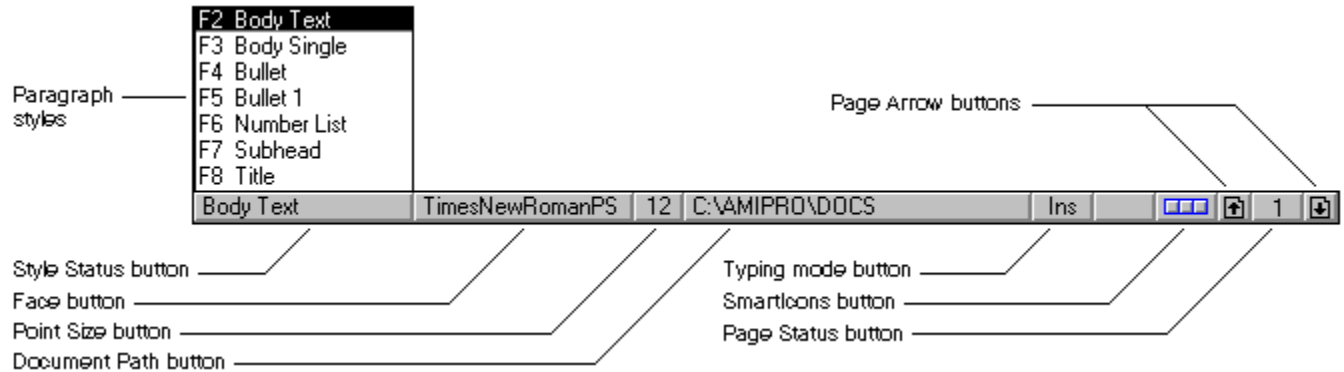 F2 Body Text
F3 Body Single
F4 Bullet
F5 Bullet 1
F6 Number List
F7 Subhead
F8 Title
Paragraph
styles
Page Arrow buttons
Body Text TimesNewRomanPS 12 C:\AMIPRO\DOCS Ins 1
Style Status button
Face button
Point Size button
Document Path button
Typing mode button
SmartIcons button
Page Status button